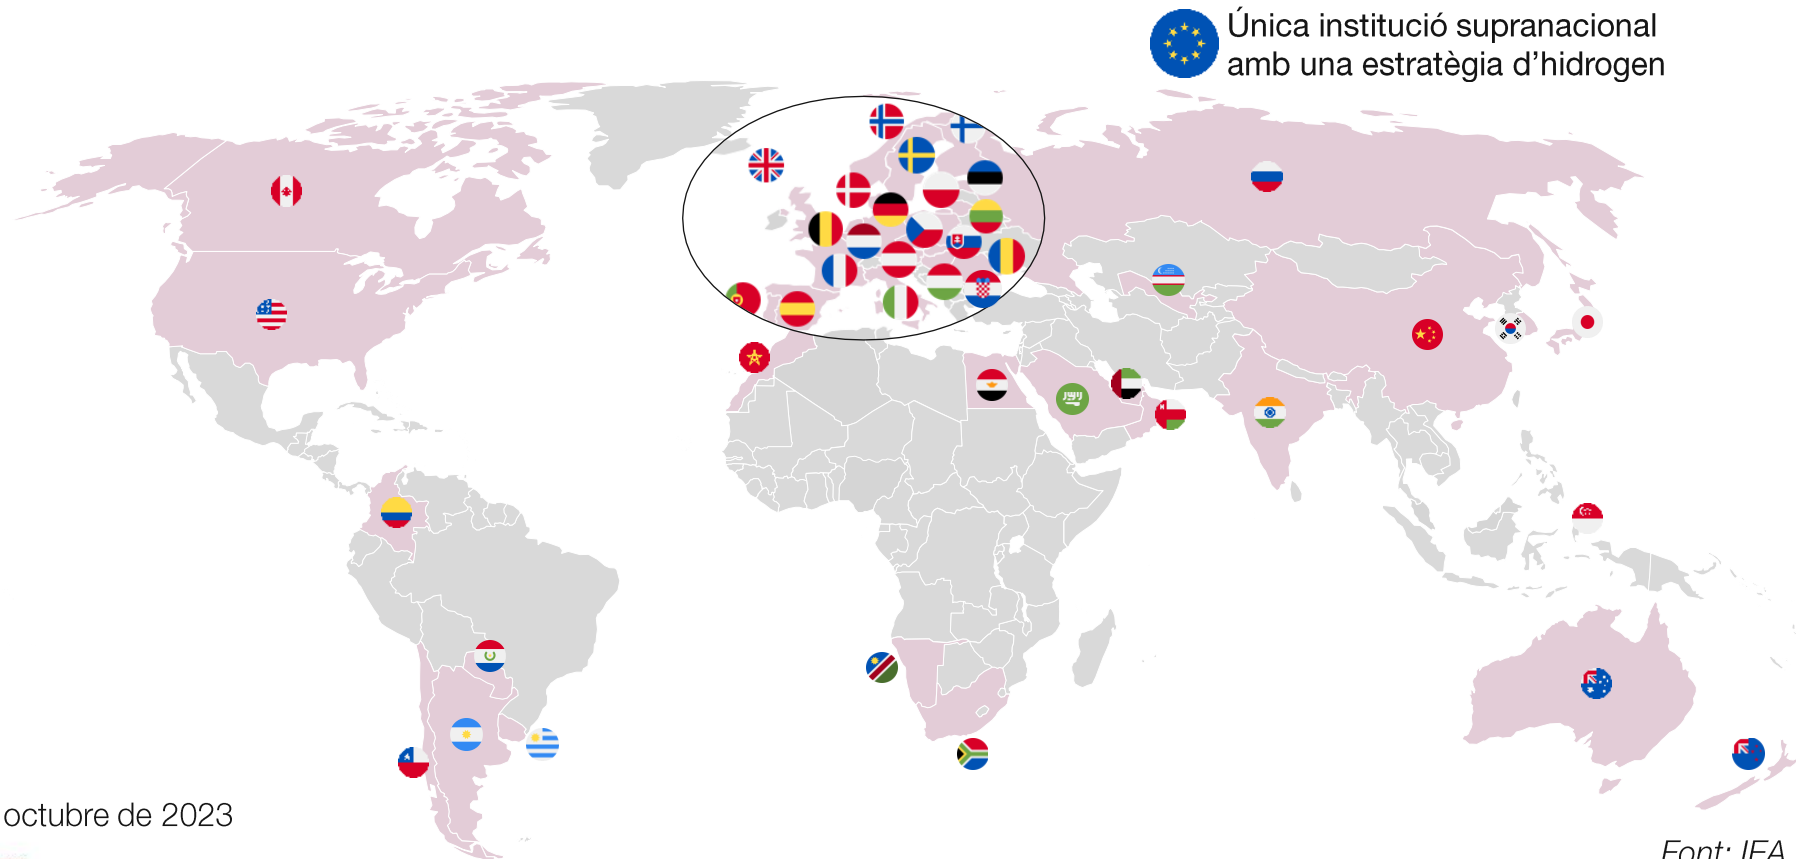 Única institució supranacional
amb una estratègia d’hidrogen
octubre de 2023
Font: IEA